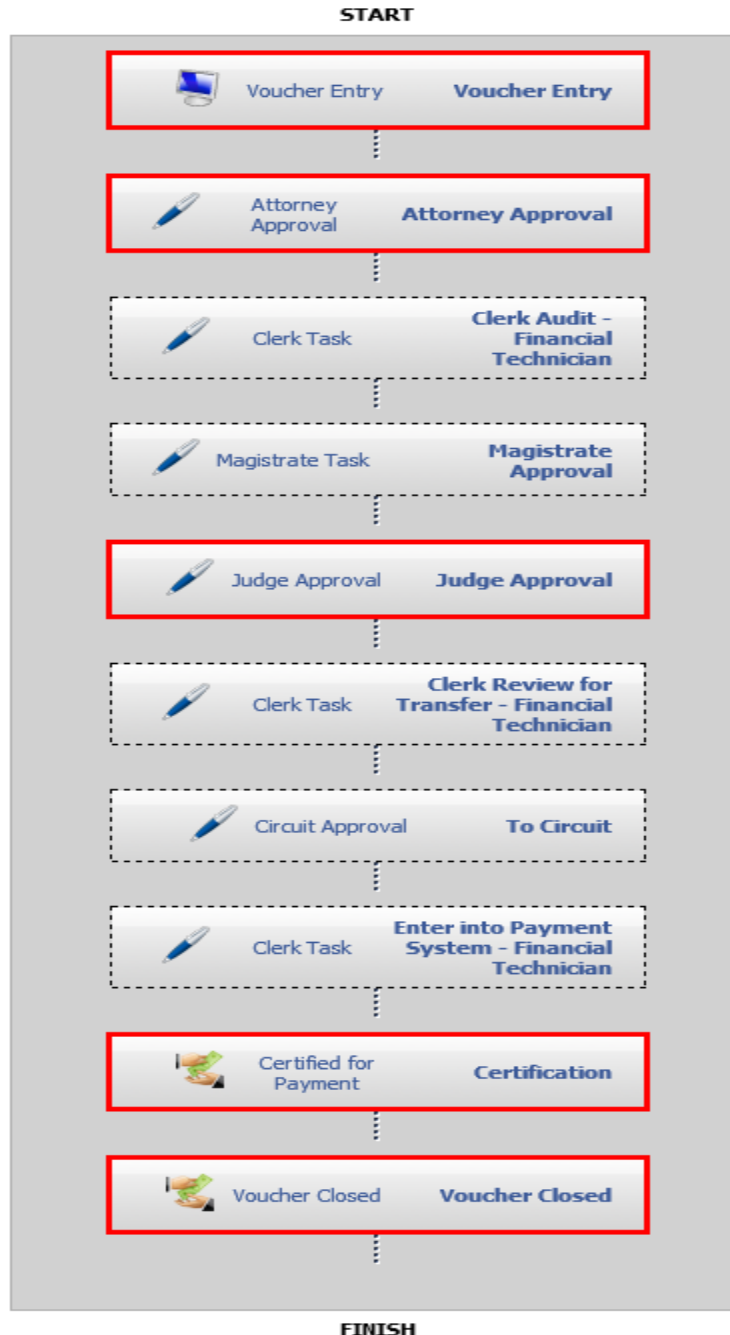 START
Voucher Entry
Voucher Entry
Attorney
Approval
Attorney Approval
Clerk Task
Clerk Audit -
Financial
Technician
Magistrate Task
Magistrate
Approval
Judge Approval
Judge Approval
Clerk Task
Clerk Review for
Transfer - Financial
Technician
Circuit Approval
To Circuit
Clerk Task
Enter into Payment
System - Financial
Technician
Certified for
Payment
Certification
Voucher Closed
Voucher Closed
FINISH